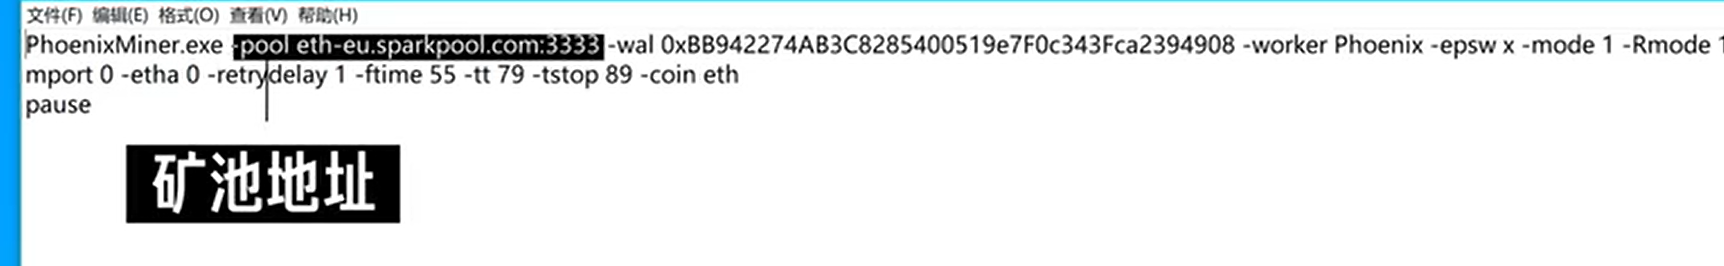 文件(F) 编辑(E) 格式(O) 查看(V) 帮助(H)
PhoenixMiner.exe -pool eth-eu.sparkpool.com:3333 -wal 0xBB942274AB3C8285400519e7F0c343Fca2394908 -worker Phoenix -epsw x -mode 1 -Rmode 1
mport 0 -etha 0 -retrydelay 1 -ftime 55 -tt 79 -tstop 89 -coin eth
pause
矿池地址